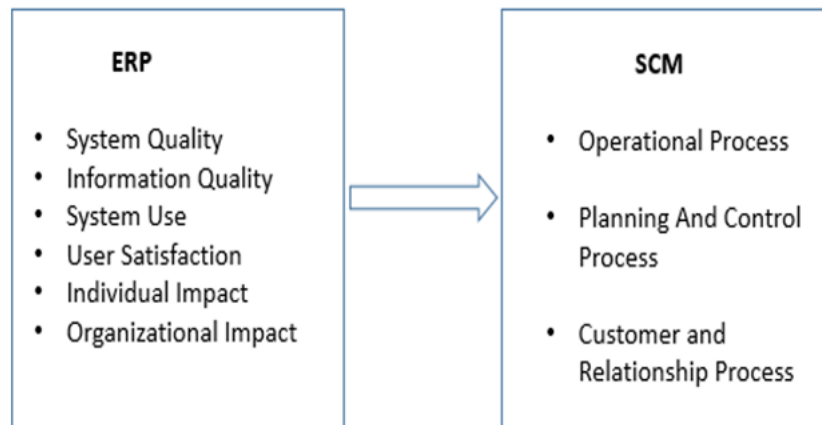 ERP
• System Quality
• Information Quality
• System Use
• User Satisfaction
• Individual Impact
• Organizational Impact
SCM
• Operational Process
• Planning And Control
Process
• Customer and
Relationship Process